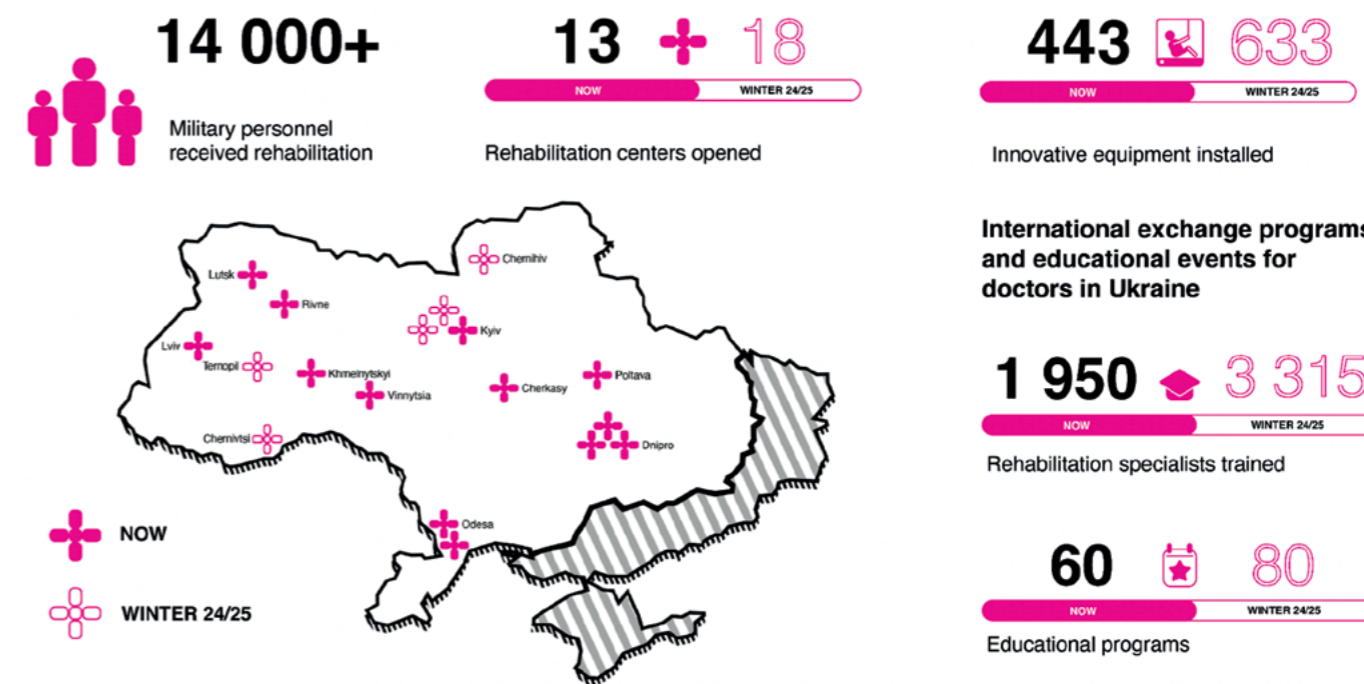 14 000+
Military personnel
received rehabilitation
13 18
NOW WINTER 24/25
Rehabilitation centers opened
443 633
NOW WINTER 24/25
Innovative equipment installed
International exchange programs
and educational events for
doctors in Ukraine
1 950 3 315
NOW WINTER 24/25
Rehabilitation specialists trained
60 80
NOW WINTER 24/25
Educational programs
Chernihiv
Lutsk
Rivne
Kyiv
Lviv
Ternopil
Khmelnytskyi
Vinnytsia
Cherkasy
Poltava
Chernivtsi
Dnipro
Odesa
NOW
WINTER 24/25